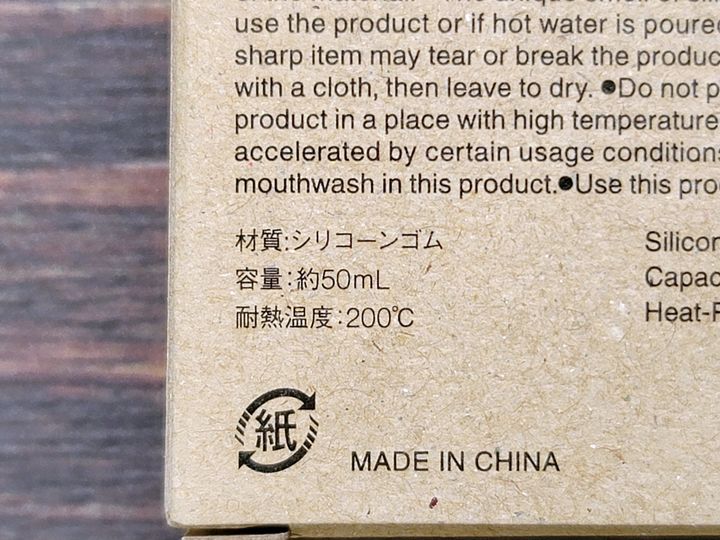 use the product or if hot water is poured
sharp item may tear or break the produc
with a cloth, then leave to dry. ●Do not p
product in a place with high temperature
accelerated by certain usage conditions
mouthwash in this product.●Use this pro
材質:シリコーンゴム
Silicon
容量:約50mL
Capac
耐熱温度:200℃
Heat-R
紙
MADE IN CHINA